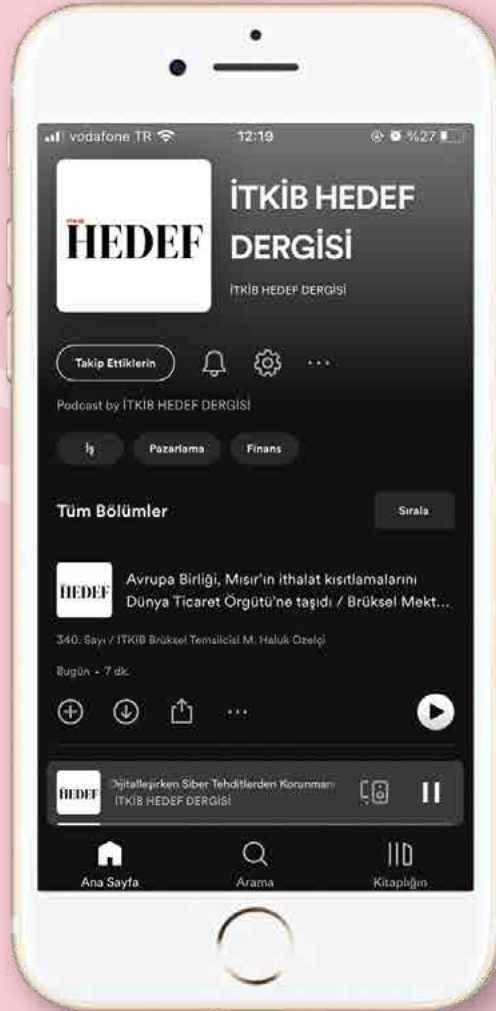 vodafone TR 12:19 %27
İTKİB
HEDEF
İTKİB HEDEF
DERGİSİ
İTKİB HEDEF DERGİSİ
Takip Ettiklerin
Podcast by İTKİB HEDEF DERGİSİ
İş Pazarlama Finans
Tüm Bölümler Sırala
HEDEF
Avrupa Birliği, Mısır'ın ithalat kısıtlamalarını
Dünya Ticaret Örgütü'ne taşıdı / Brüksel Mekt...
340. Sayı / İTKİB Brüksel Temsilcisi M. Haluk Özelçi
Bugün • 7 dk.
HEDEF
Dijitalleşirken Siber Tehditlerden Korunma
İTKİB HEDEF DERGİSİ
Ana Sayfa Arama Kitaplığın